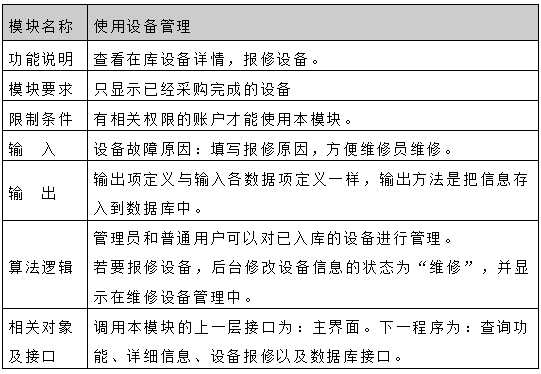 模块名称 使用设备管理
功能说明 查看在库设备详情，报修设备。
模块要求 只显示已经采购完成的设备
限制条件 有相关权限的账户才能使用本模块。
输 入 设备故障原因：填写报修原因，方便维修员维修。
输 出 输出项定义与输入各数据项定义一样，输出方法是把信息存
入到数据库中。
算法逻辑 管理员和普通用户可以对已入库的设备进行管理。
若要报修设备，后台修改设备信息的状态为“维修”，并显
示在维修设备管理中。
相关对象 调用本模块的上一层接口为：主界面。下一程序为：查询功
及接口 能、详细信息、设备报修以及数据库接口。